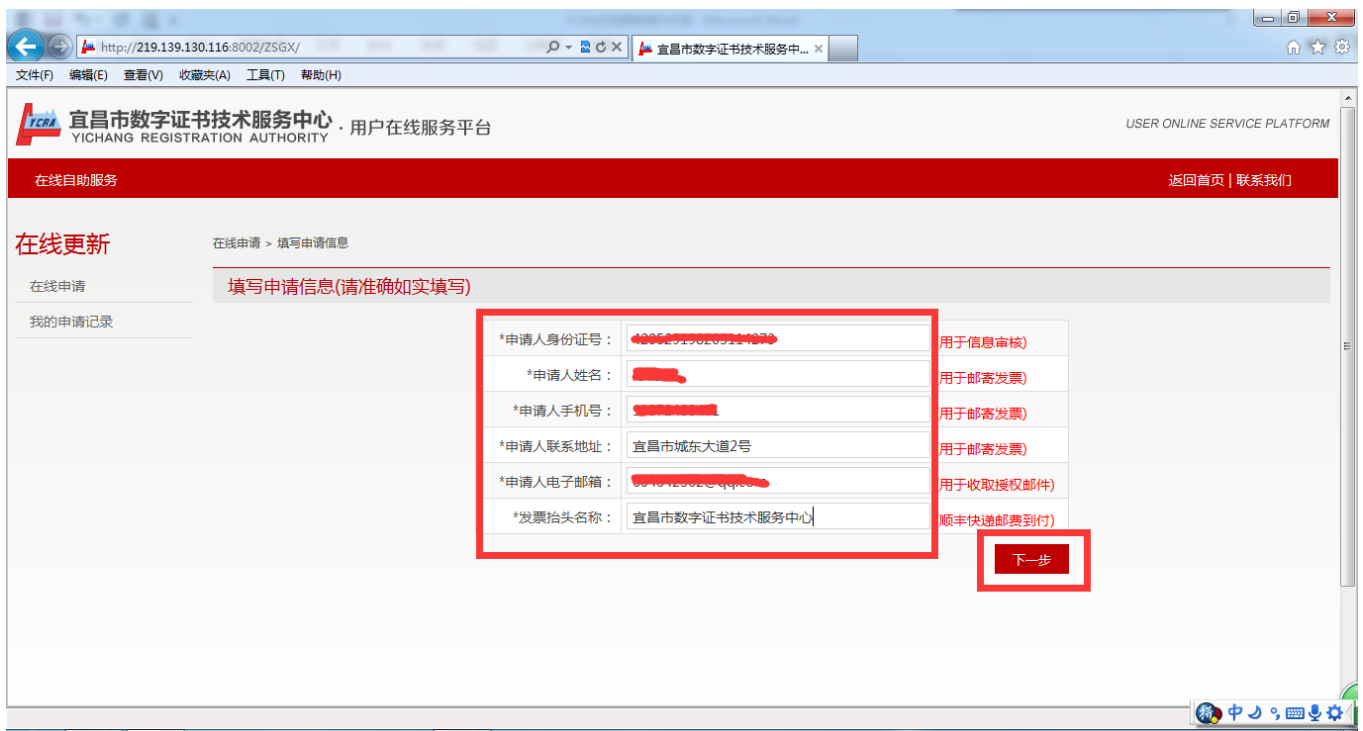 http://219.139.130.116:8002/ZSGX/
宜昌市数字证书技术服务中... ×
文件(F) 编辑(E) 查看(V) 收藏夹(A) 工具(T) 帮助(H)
YCRA 宜昌市数字证书技术服务中心 · 用户在线服务平台
YICHANG REGISTRATION AUTHORITY
USER ONLINE SERVICE PLATFORM
在线自助服务
返回首页 | 联系我们
在线更新
在线申请 > 填写申请信息
在线申请
填写申请信息(请准确如实填写)
我的申请记录
*申请人身份证号：
用于信息审核)
*申请人姓名：
用于邮寄发票)
*申请人手机号：
用于邮寄发票)
*申请人联系地址： 宜昌市城东大道2号
用于邮寄发票)
*申请人电子邮箱：
用于收取授权邮件)
*发票抬头名称： 宜昌市数字证书技术服务中心
顺丰快递邮费到付)
下一步
中